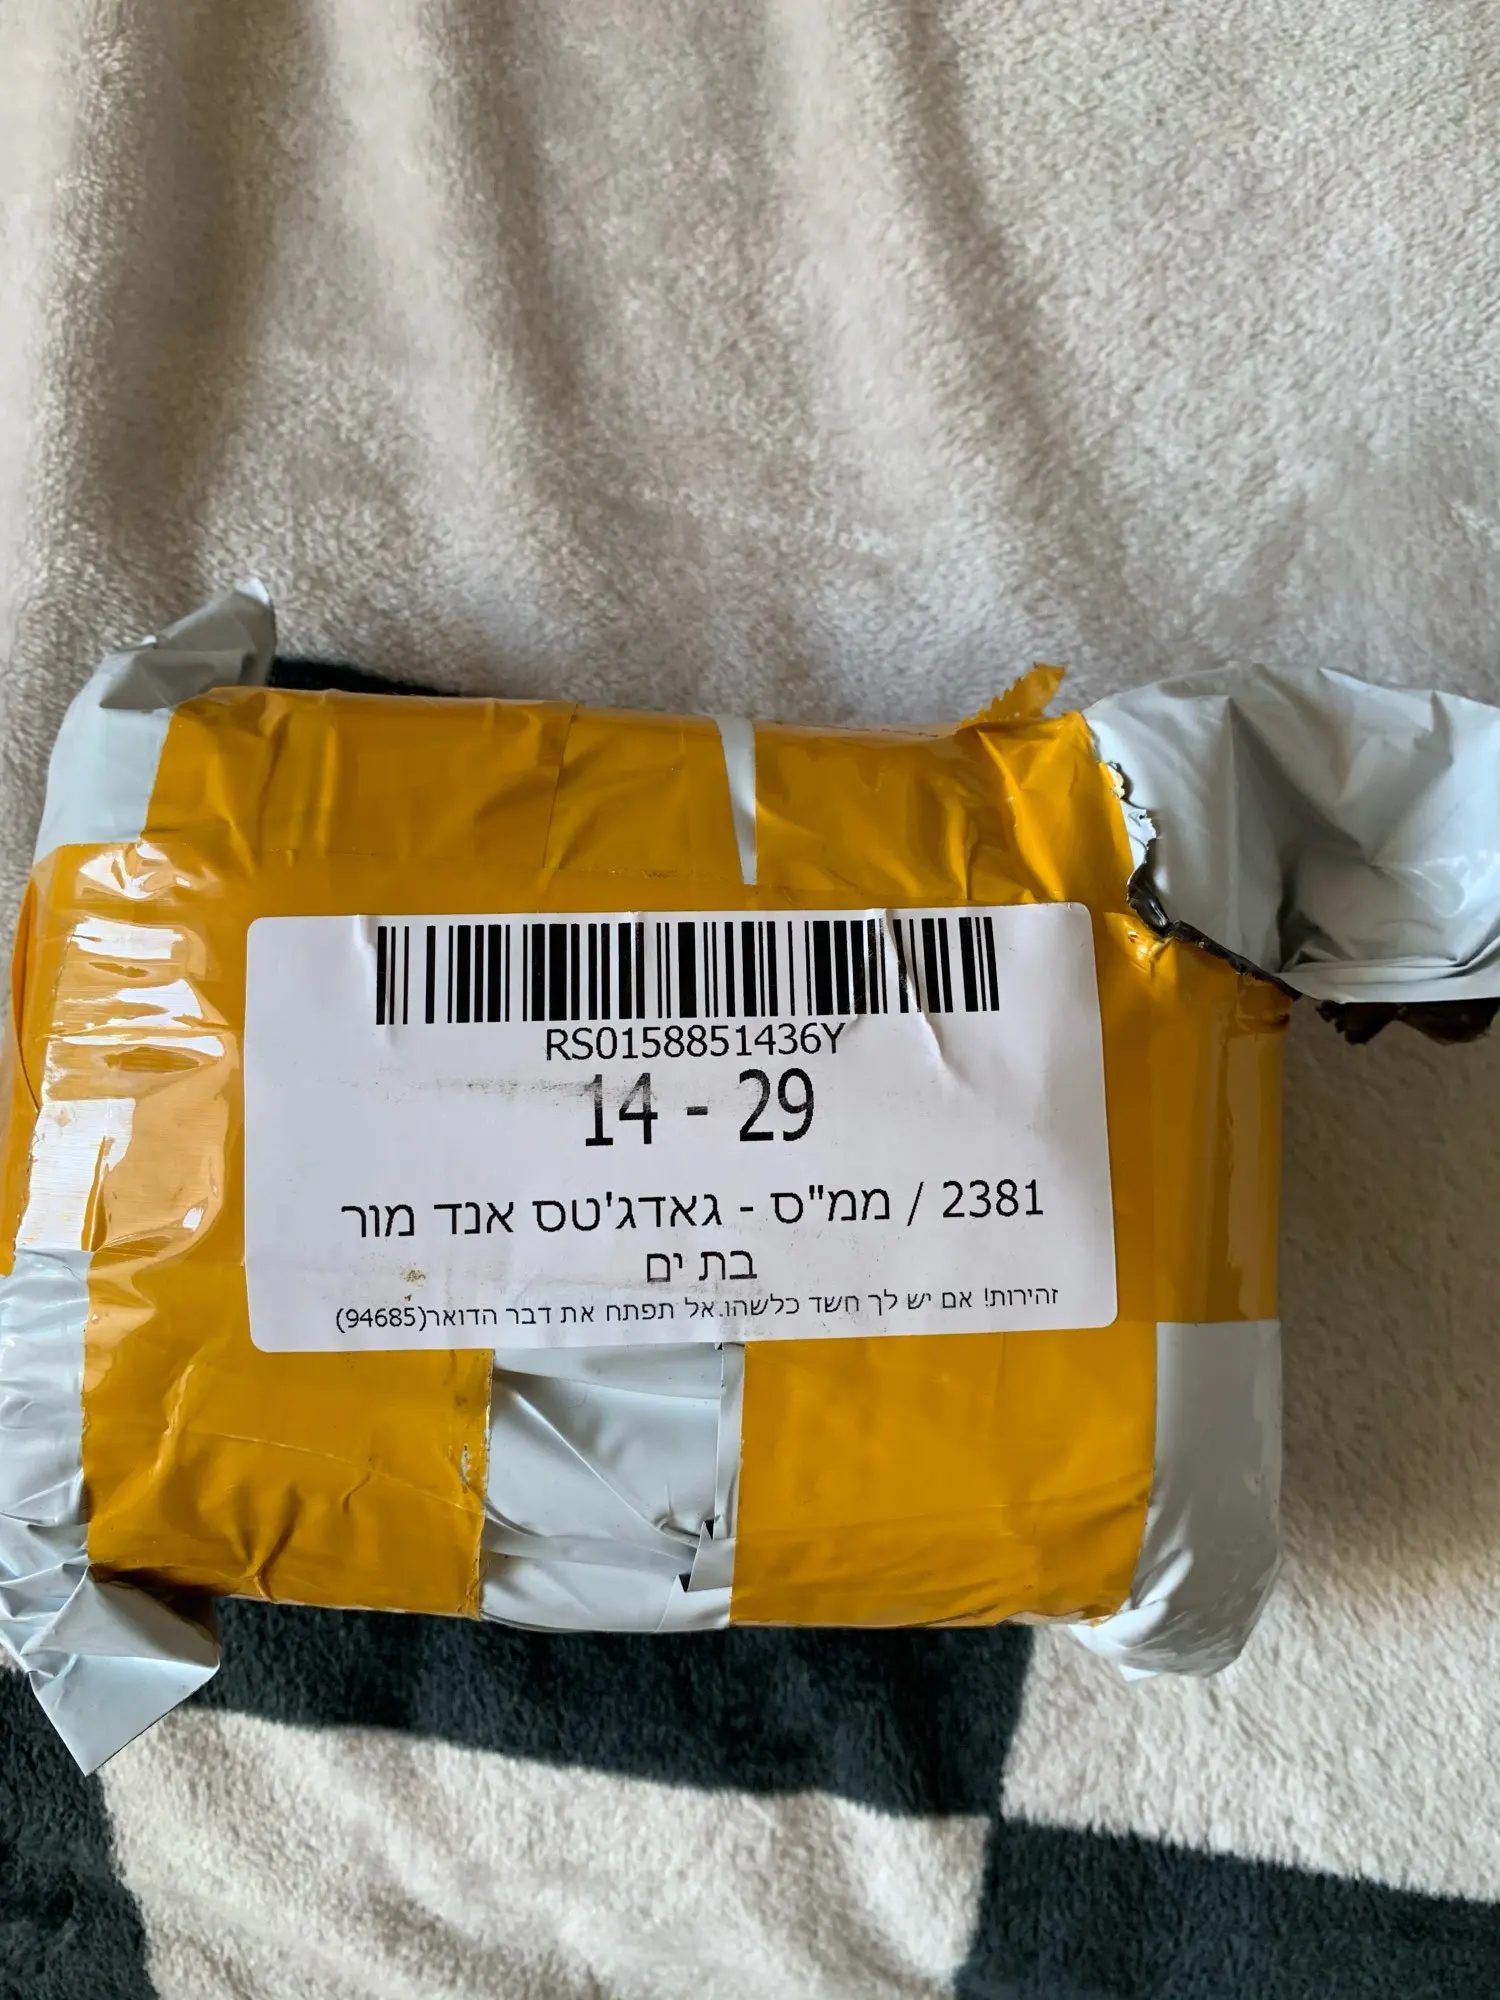 RS0158851436Y
14 - 29
2381 / ממ"ס - גאדג'טס אנד מור
בת ים
זהירות! אם יש לך חשד כלשהו.אל תפתח את דבר הדואר(94685)